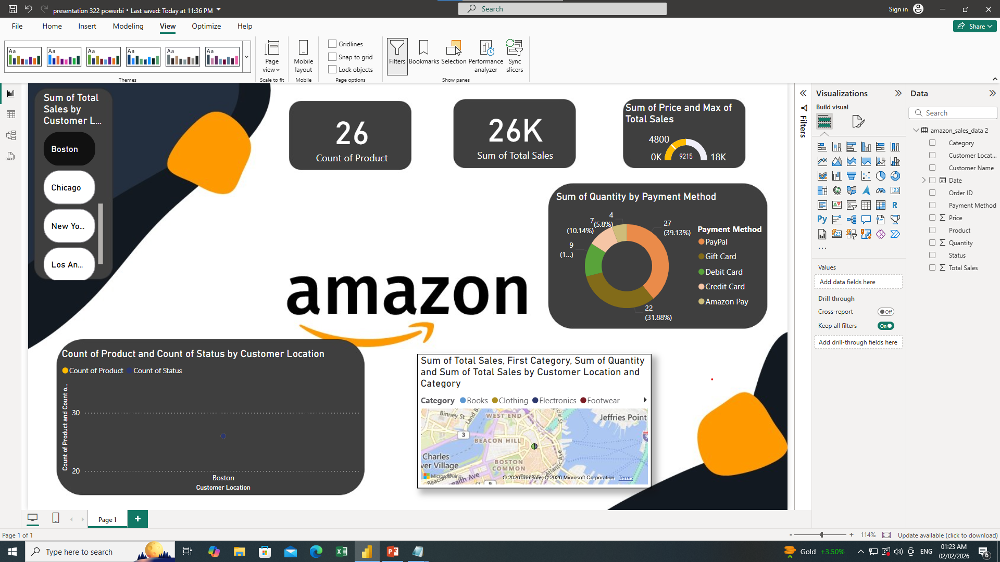 presentation 322 powerbi • Last saved: Today at 11:36 PM
Search
Sign in
File
Home
Insert
Modeling
View
Optimize
Help
Share
Aa
Aa
Aa
Aa
Aa
Aa
Themes
Page
view
Scale to fit
Mobile
layout
Mobile
Gridlines
Snap to grid
Lock objects
Page options
Filters
Bookmarks
Selection
Performance
analyzer
Sync
slicers
Show panes
Sum of Total
Sales by
Customer L...
Boston
Chicago
New Yo...
Los An...
26
Count of Product
26K
Sum of Total Sales
Sum of Price and Max of
Total Sales
4800
0K
9215
18K
Sum of Quantity by Payment Method
27
(39.13%)
22
(31.88%)
9
(1...)
7
(10.14%)
4
(5.8%)
Payment Method
PayPal
Gift Card
Debit Card
Credit Card
Amazon Pay
amazon
Count of Product and Count of Status by Customer Location
Count of Product
Count of Status
Count of Product and Count o...
30
20
Boston
Customer Location
Sum of Total Sales, First Category, Sum of Quantity
and Sum of Total Sales by Customer Location and
Category
Category
Books
Clothing
Electronics
Footwear
Binney St
Land B
WEST END
Jeffries Point
3
BEACON HILL
Charles
ver Village
BOSTON
COMMON
Atlantic Ave
Microsoft Bing
© 2026 TomTom, © 2026 Microsoft Corporation
Terms
Filters
Visualizations
Build visual
R
Py
123
...
Values
Add data fields here
Drill through
Cross-report
Off
Keep all filters
On
Add drill-through fields here
Data
Search
amazon_sales_data 2
Category
Customer Locat...
Customer Name
Date
Order ID
Payment Method
Price
Product
Quantity
Status
Total Sales
DAX
Page 1
+
Page 1 of 1
- + 114%
Update available (click to download)
Type here to search
Gold +3.50%
ENG
01:23 AM
02/02/2026
6